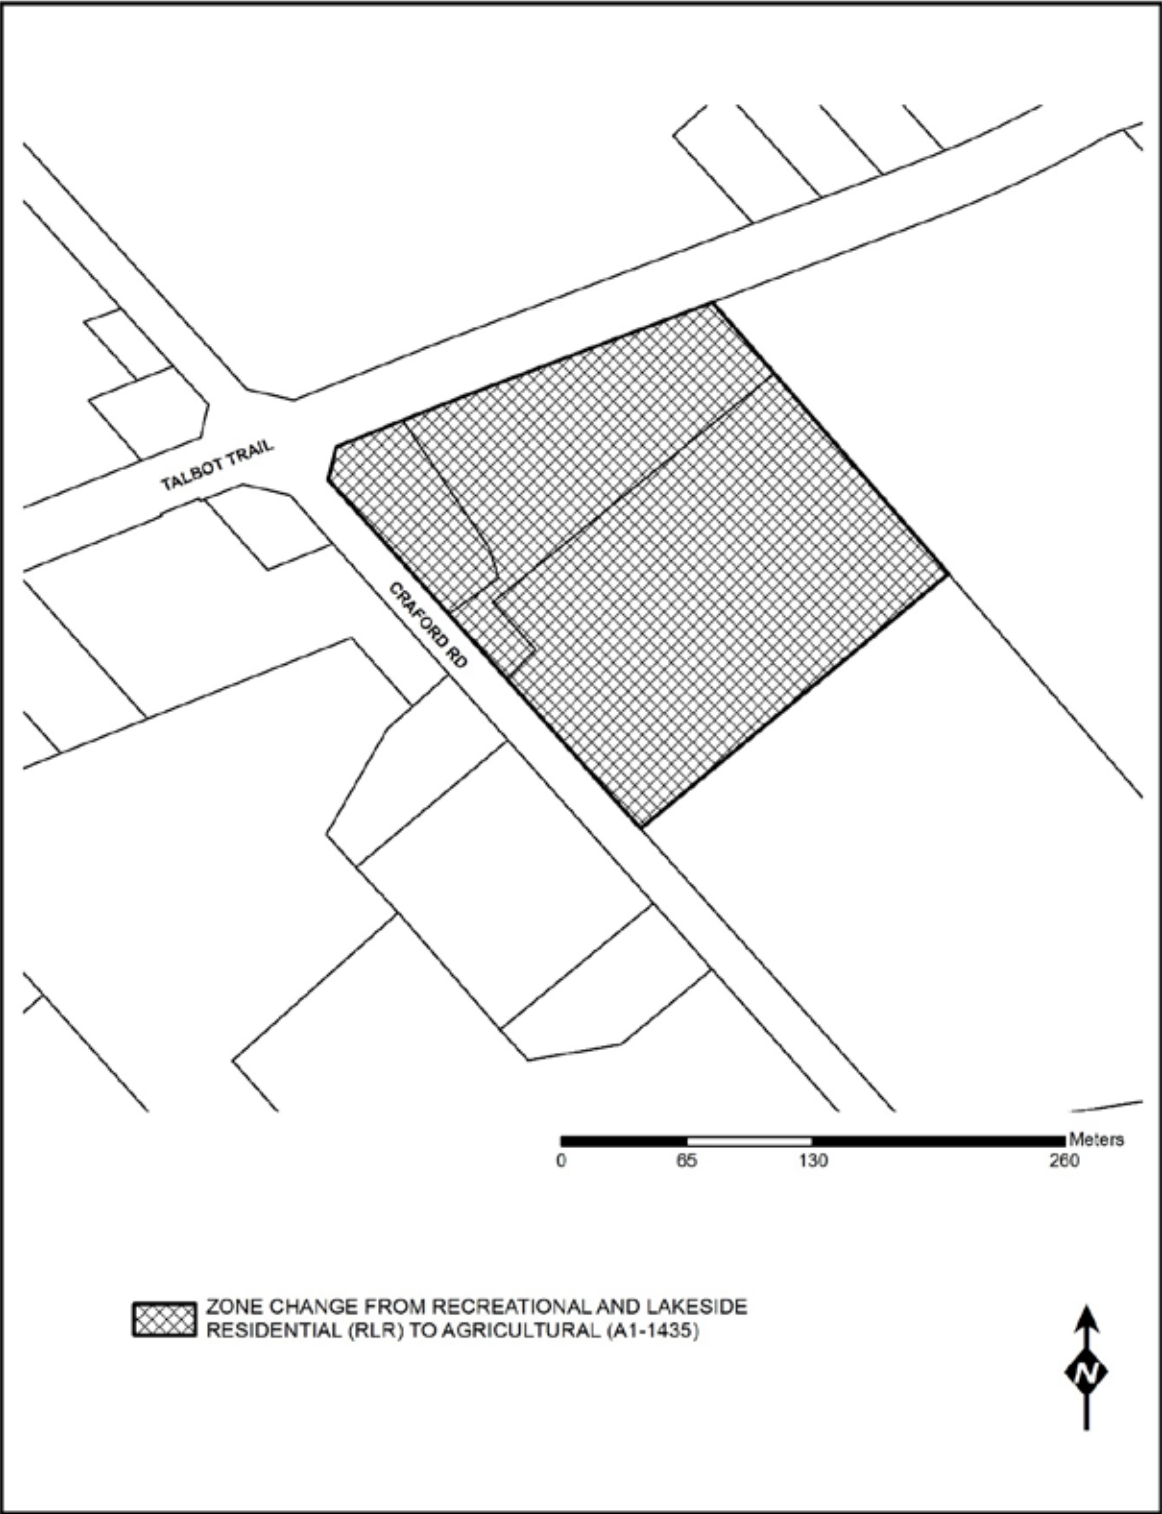 TALBOT TRAIL
CRAFORD RD
Meters
0 65 130 260
ZONE CHANGE FROM RECREATIONAL AND LAKESIDE
RESIDENTIAL (RLR) TO AGRICULTURAL (A1-1435)
N